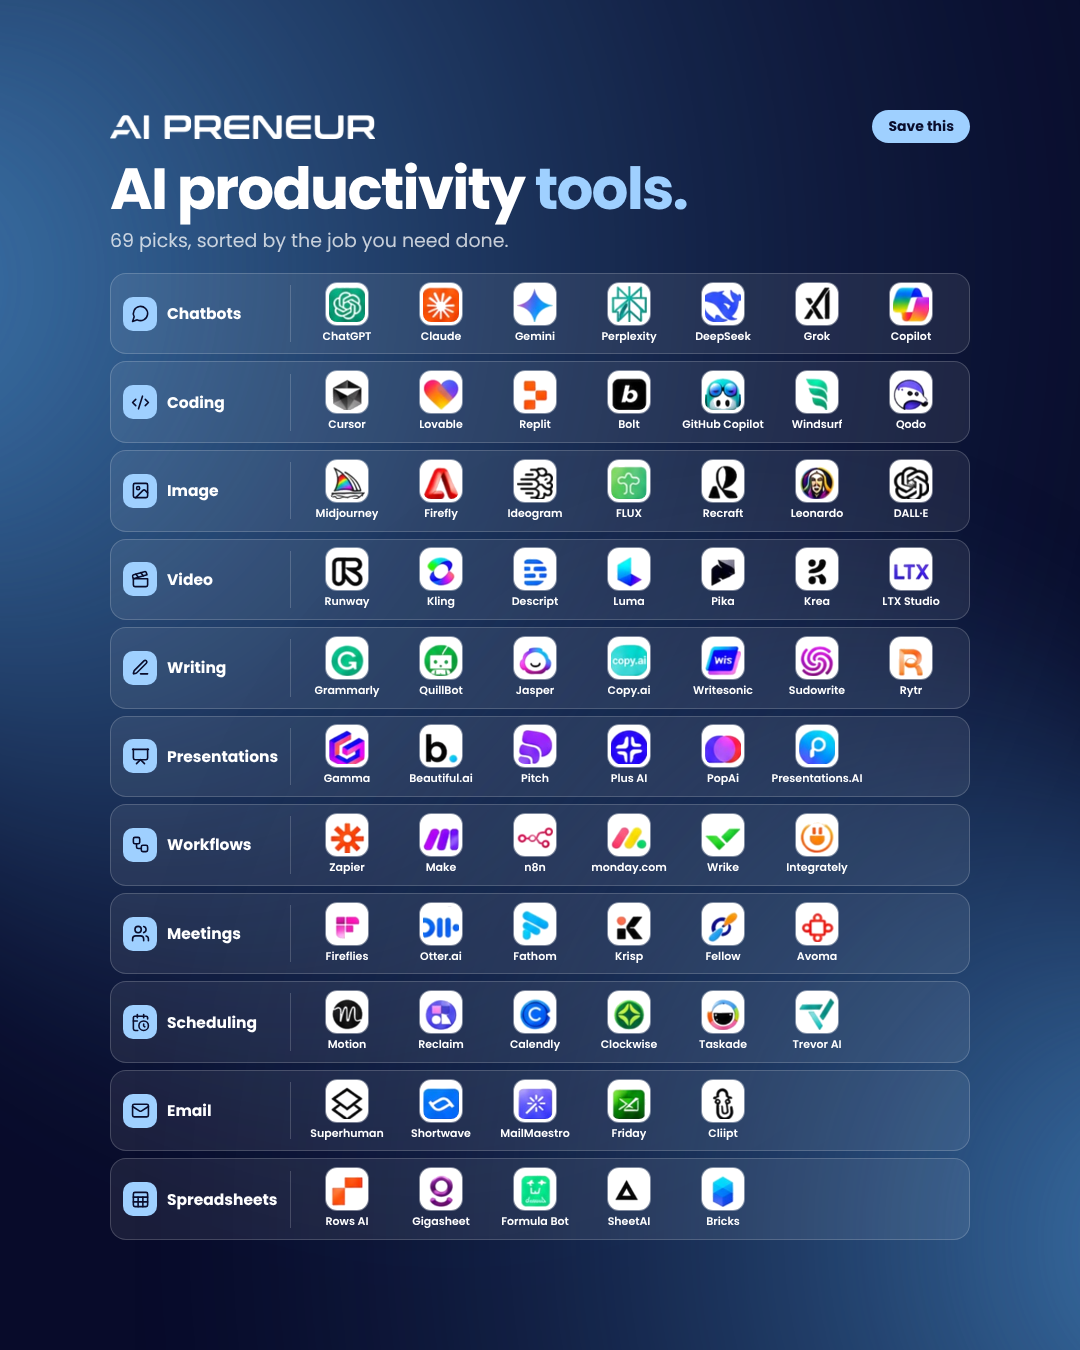 AI PRENEUR
Save this
AI productivity tools.
69 picks, sorted by the job you need done.
Chatbots
ChatGPT Claude Gemini Perplexity DeepSeek Grok Copilot
Coding
b
Cursor Lovable Replit Bolt GitHub Copilot Windsurf Qodo
Image
Midjourney Firefly Ideogram FLUX Recraft Leonardo DALL·E
Video
LTX
Runway Kling Descript Luma Pika Krea LTX Studio
Writing
G copy.ai Wis R
Grammarly QuillBot Jasper Copy.ai Writesonic Sudowrite Rytr
Presentations
b.
Gamma Beautiful.ai Pitch Plus AI PopAi Presentations.AI
Workflows
Zapier Make n8n monday.com Wrike Integrately
Meetings
Fireflies Otter.ai Fathom Krisp Fellow Avoma
Scheduling
Motion Reclaim Calendly Clockwise Taskade Trevor AI
Email
Superhuman Shortwave MailMaestro Friday Cliipt
Spreadsheets
Rows AI Gigasheet Formula Bot SheetAI Bricks